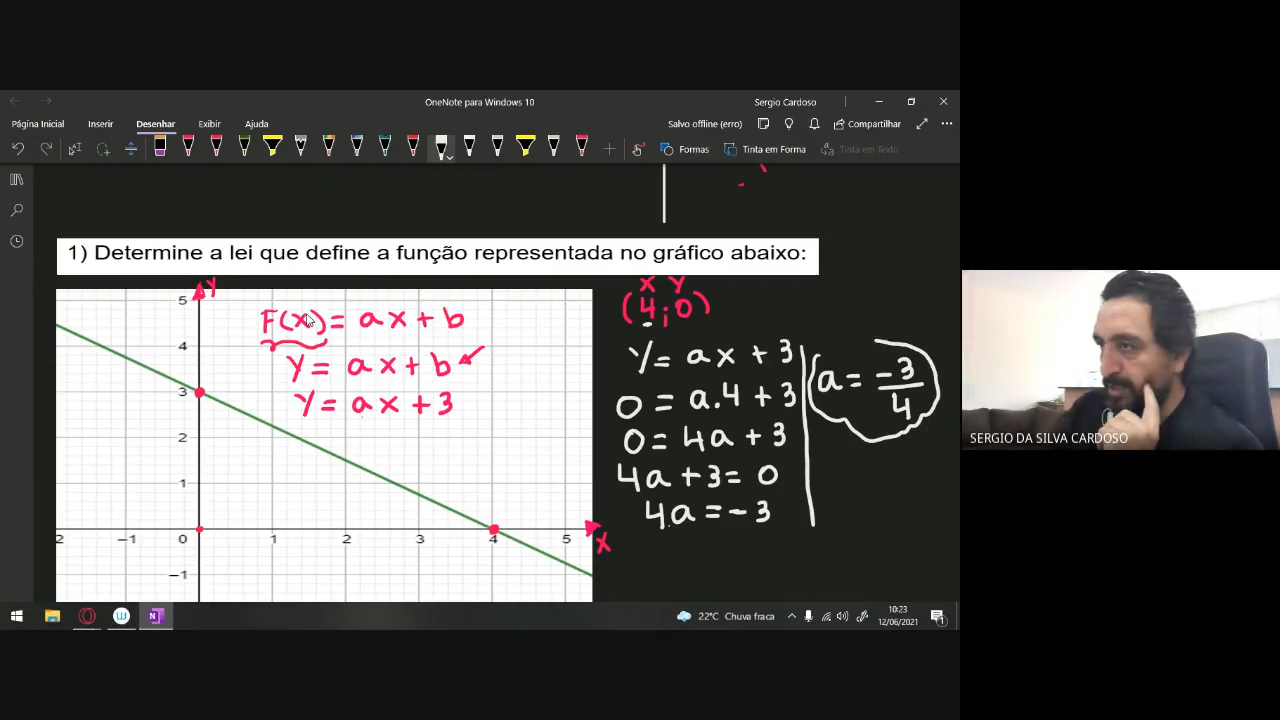 OneNote para Windows 10
Sergio Cardoso
Página Inicial Inserir Desenhar Exibir Ajuda
Salvo offline (erro) Compartilhar
Formas Tinta em Forma Tinta em Texto
1) Determine a lei que define a função representada no gráfico abaixo:
Y
F(x) = ax + b
Y = ax + b
Y = ax + 3
5
4
3
2
1
2 −1 0 1 2 3 4 5
−1
X
X Y
(4;0)
Y = ax + 3
0 = a.4 + 3
0 = 4a + 3
4a + 3 = 0
4a = -3
a = -3/4
SERGIO DA SILVA CARDOSO
22°C Chuva fraca
10:23
12/06/2021
1